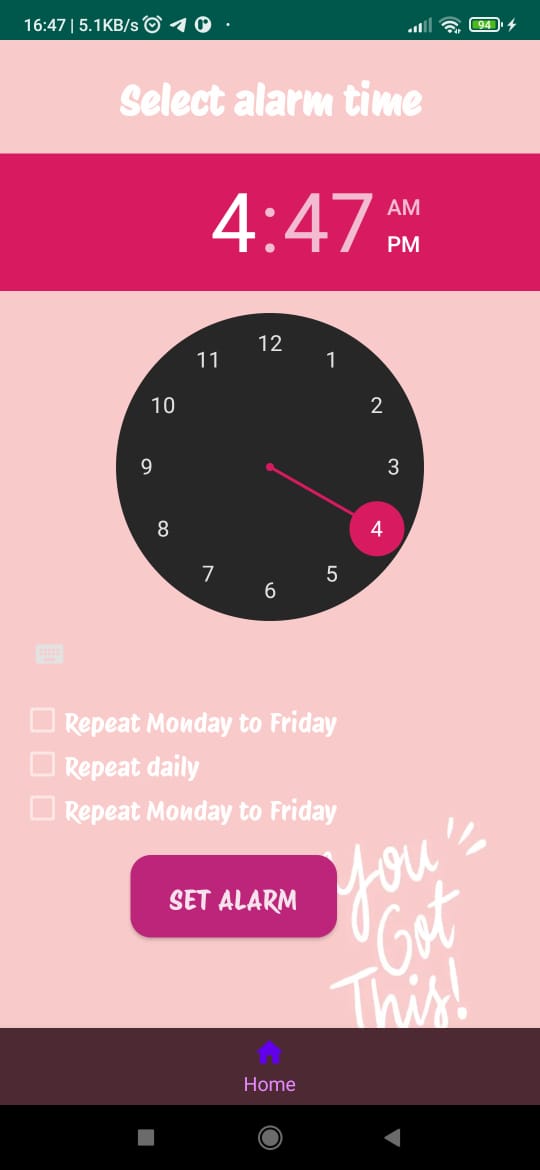 16:47 | 5.1KB/s
94
Select alarm time
4:47
AM
PM
12
11
1
10
2
9
3
8
4
7
5
6
Repeat Monday to Friday
Repeat daily
Repeat Monday to Friday
SET ALARM
You
Got
This!
Home